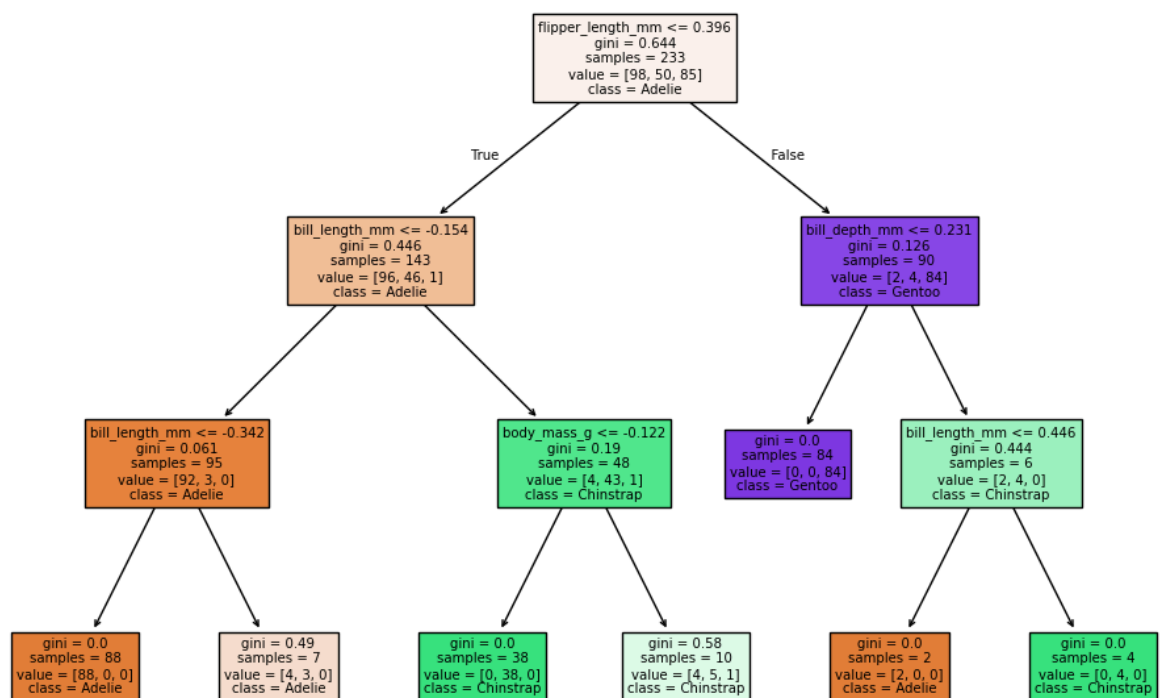 flipper_length_mm <= 0.396
gini = 0.644
samples = 233
value = [98, 50, 85]
class = Adelie
True
False
bill_length_mm <= -0.154
gini = 0.446
samples = 143
value = [96, 46, 1]
class = Adelie
bill_depth_mm <= 0.231
gini = 0.126
samples = 90
value = [2, 4, 84]
class = Gentoo
bill_length_mm <= -0.342
gini = 0.061
samples = 95
value = [92, 3, 0]
class = Adelie
body_mass_g <= -0.122
gini = 0.19
samples = 48
value = [4, 43, 1]
class = Chinstrap
gini = 0.0
samples = 84
value = [0, 0, 84]
class = Gentoo
bill_length_mm <= 0.446
gini = 0.444
samples = 6
value = [2, 4, 0]
class = Chinstrap
gini = 0.0
samples = 88
value = [88, 0, 0]
class = Adelie
gini = 0.49
samples = 7
value = [4, 3, 0]
class = Adelie
gini = 0.0
samples = 38
value = [0, 38, 0]
class = Chinstrap
gini = 0.58
samples = 10
value = [4, 5, 1]
class = Chinstrap
gini = 0.0
samples = 2
value = [2, 0, 0]
class = Adelie
gini = 0.0
samples = 4
value = [0, 4, 0]
class = Chinstrap